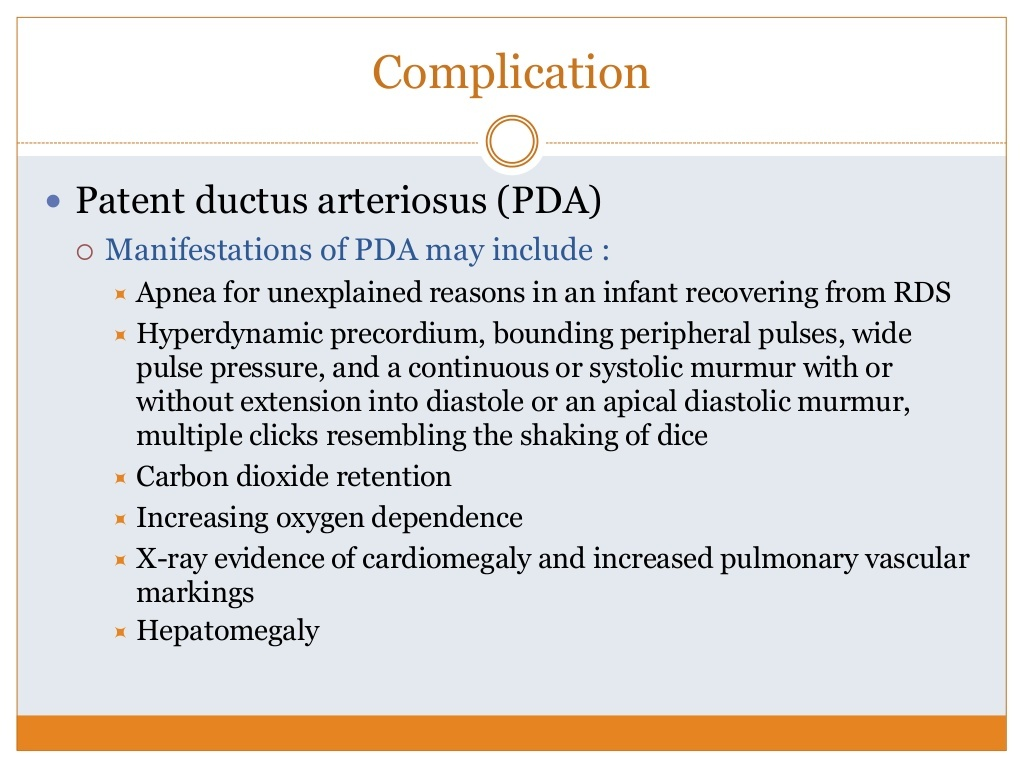 Complication
Patent ductus arteriosus (PDA)
Manifestations of PDA may include :
Apnea for unexplained reasons in an infant recovering from RDS
Hyperdynamic precordium, bounding peripheral pulses, wide
pulse pressure, and a continuous or systolic murmur with or
without extension into diastole or an apical diastolic murmur,
multiple clicks resembling the shaking of dice
Carbon dioxide retention
Increasing oxygen dependence
X-ray evidence of cardiomegaly and increased pulmonary vascular
markings
Hepatomegaly